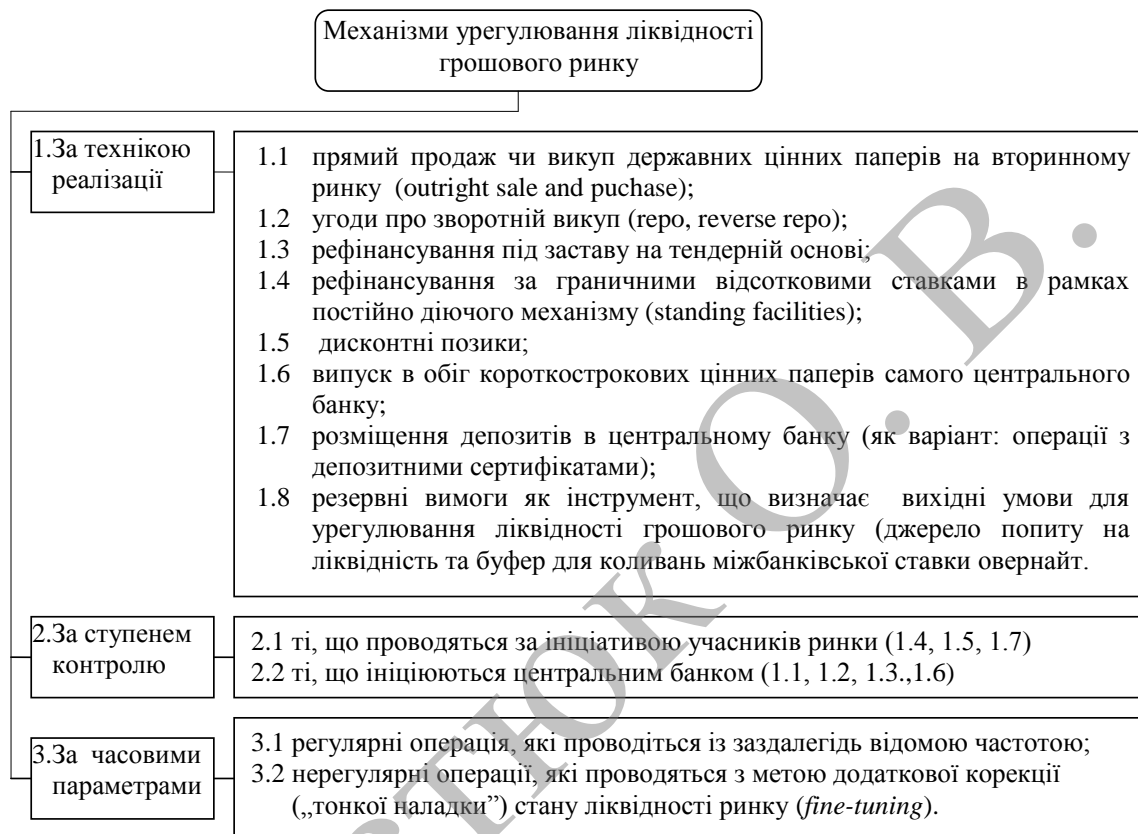 Механізми урегулювання ліквідності
грошового ринку
1.За технікою
реалізації
1.1 прямий продаж чи викуп державних цінних паперів на вторинному
ринку (outright sale and puchase);
1.2 угоди про зворотній викуп (repo, reverse repo);
1.3 рефінансування під заставу на тендерній основі;
1.4 рефінансування за граничними відсотковими ставками в рамках
постійно діючого механізму (standing facilities);
1.5 дисконтні позики;
1.6 випуск в обіг короткострокових цінних паперів самого центрального
банку;
1.7 розміщення депозитів в центральному банку (як варіант: операції з
депозитними сертифікатами);
1.8 резервні вимоги як інструмент, що визначає вихідні умови для
урегулювання ліквідності грошового ринку (джерело попиту на
ліквідність та буфер для коливань міжбанківської ставки овернайт.
2.За ступенем
контролю
2.1 ті, що проводяться за ініціативою учасників ринки (1.4, 1.5, 1.7)
2.2 ті, що ініціюються центральним банком (1.1, 1.2, 1.3.,1.6)
3.За часовими
параметрами
3.1 регулярні операція, які проводіться із заздалегідь відомою частотою;
3.2 нерегулярні операції, які проводяться з метою додаткової корекції
(„тонкої наладки”) стану ліквідності ринку (fine-tuning).
ТЮК О. В.